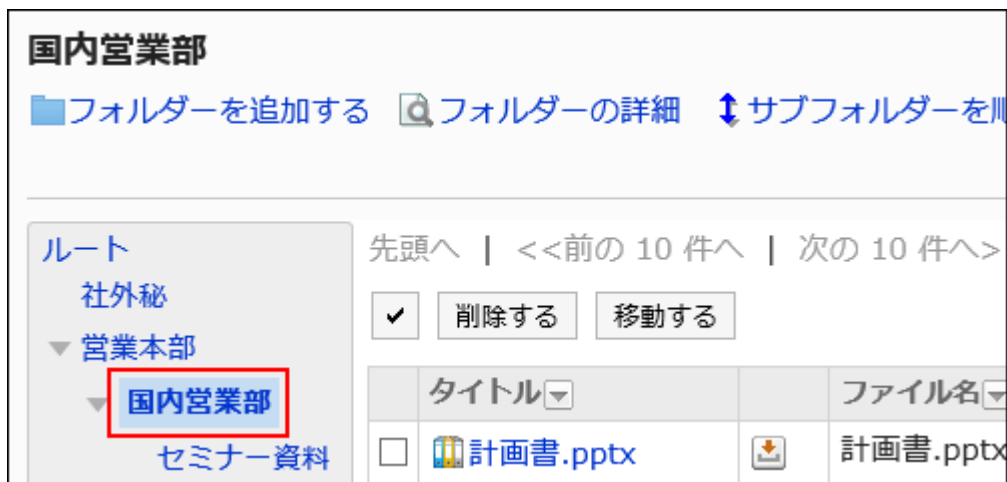 国内営業部
フォルダーを追加する フォルダーの詳細 サブフォルダーを
ルート
社外秘
営業本部
国内営業部
セミナー資料
先頭へ | <<前の 10 件へ | 次の 10 件へ>
削除する 移動する
タイトル ファイル名
計画書.pptx 計画書.pptx